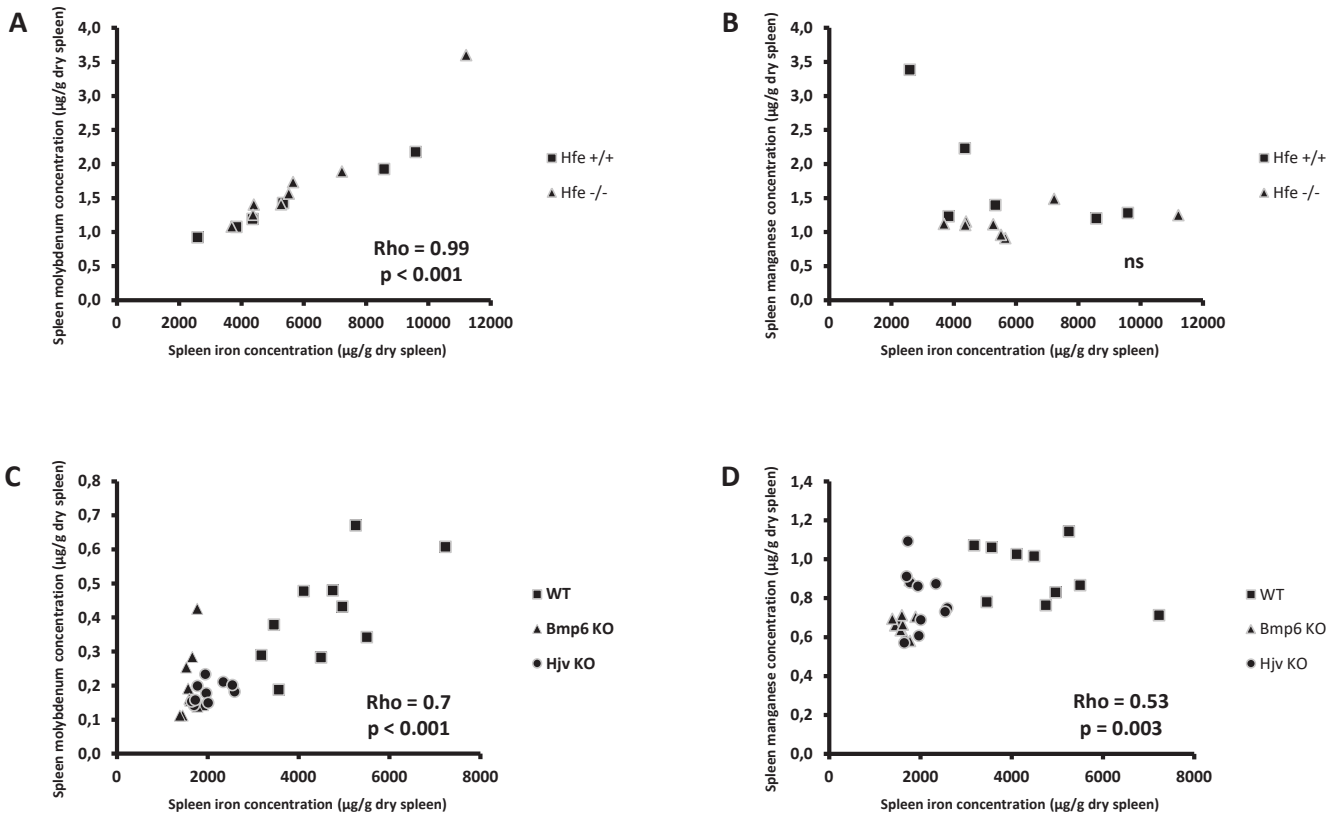 A
Spleen molybdenum concentration (µg/g dry spleen)
4,0
3,5
3,0
2,5
2,0
1,5
1,0
0,5
0,0
0 2000 4000 6000 8000 10000 12000
Spleen iron concentration (µg/g dry spleen)
Rho = 0.99
p < 0.001
Hfe +/+
Hfe -/-
B
Spleen manganese concentration (µg/g dry spleen)
4,0
3,5
3,0
2,5
2,0
1,5
1,0
0,5
0,0
0 2000 4000 6000 8000 10000 12000
Spleen iron concentration (µg/g dry spleen)
ns
Hfe +/+
Hfe -/-
C
Spleen molybdenum concentration (µg/g dry spleen)
0,8
0,7
0,6
0,5
0,4
0,3
0,2
0,1
0,0
0 2000 4000 6000 8000
Spleen iron concentration (µg/g dry spleen)
Rho = 0.7
p < 0.001
WT
Bmp6 KO
Hjv KO
D
Spleen manganese concentration (µg/g dry spleen)
1,4
1,2
1,0
0,8
0,6
0,4
0,2
0,0
0 2000 4000 6000 8000
Spleen iron concentration (µg/g dry spleen)
Rho = 0.53
p = 0.003
WT
Bmp6 KO
Hjv KO